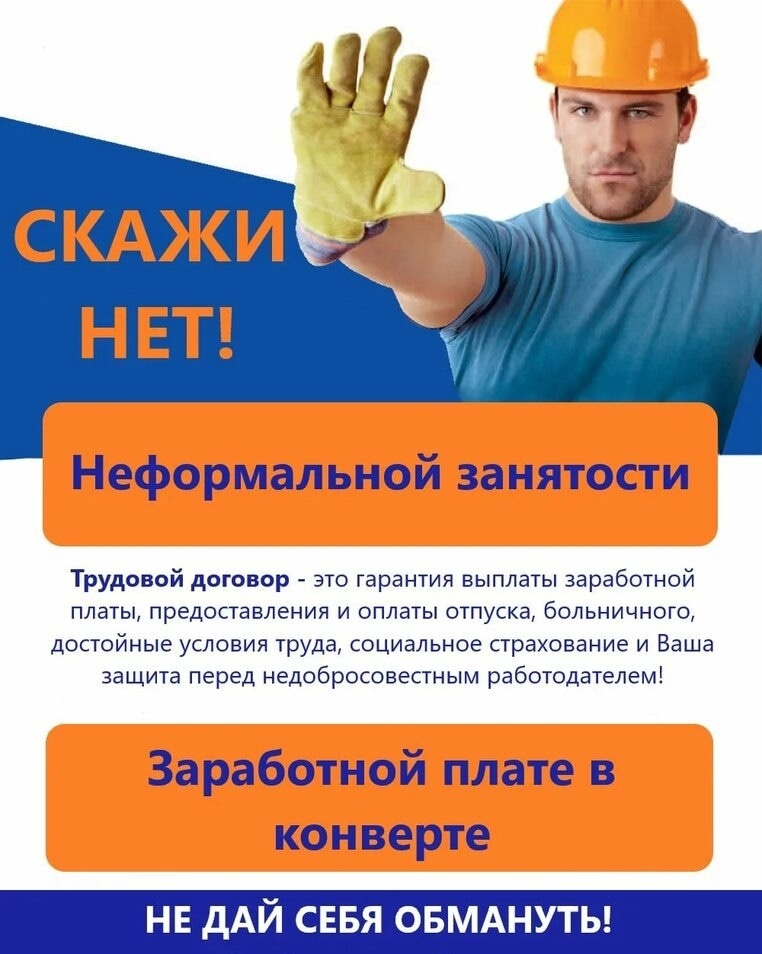 СКАЖИ
НЕТ!
Неформальной занятости
Трудовой договор - это гарантия выплаты заработной
платы, предоставления и оплаты отпуска, больничного,
достойные условия труда, социальное страхование и Ваша
защита перед недобросовестным работодателем!
Заработной плате в
конверте
НЕ ДАЙ СЕБЯ ОБМАНУТЬ!